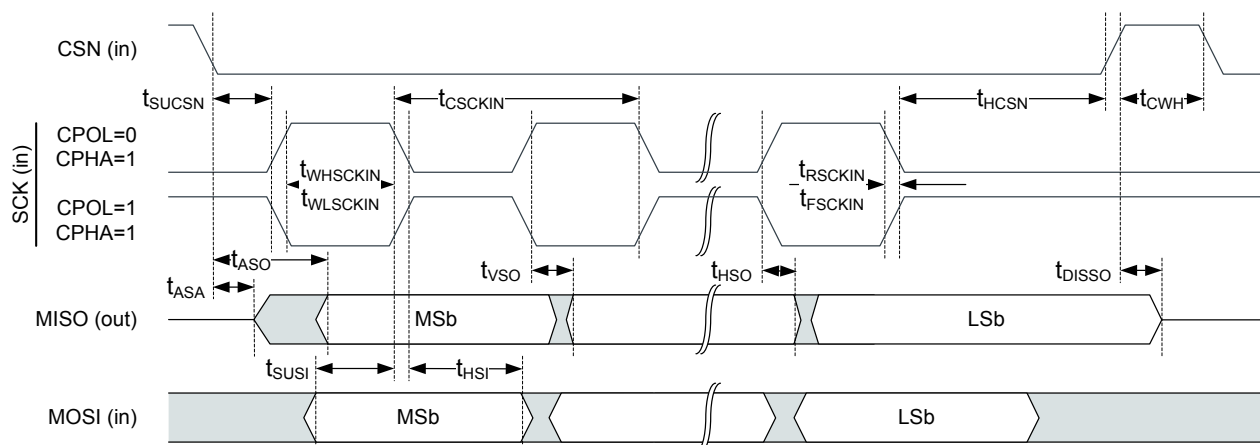 CSN (in)
tSUCSN
tCSCKIN
tHCSN
tCWH
SCK (in)
CPOL=0
CPHA=1
tWHSCKIN
tWLSCKIN
tRSCKIN
tFSCKIN
CPOL=1
CPHA=1
tASO
tASA
tVSO
tHSO
tDISSO
MISO (out)
MSb
LSb
tSUSI
tHSI
MOSI (in)
MSb
LSb